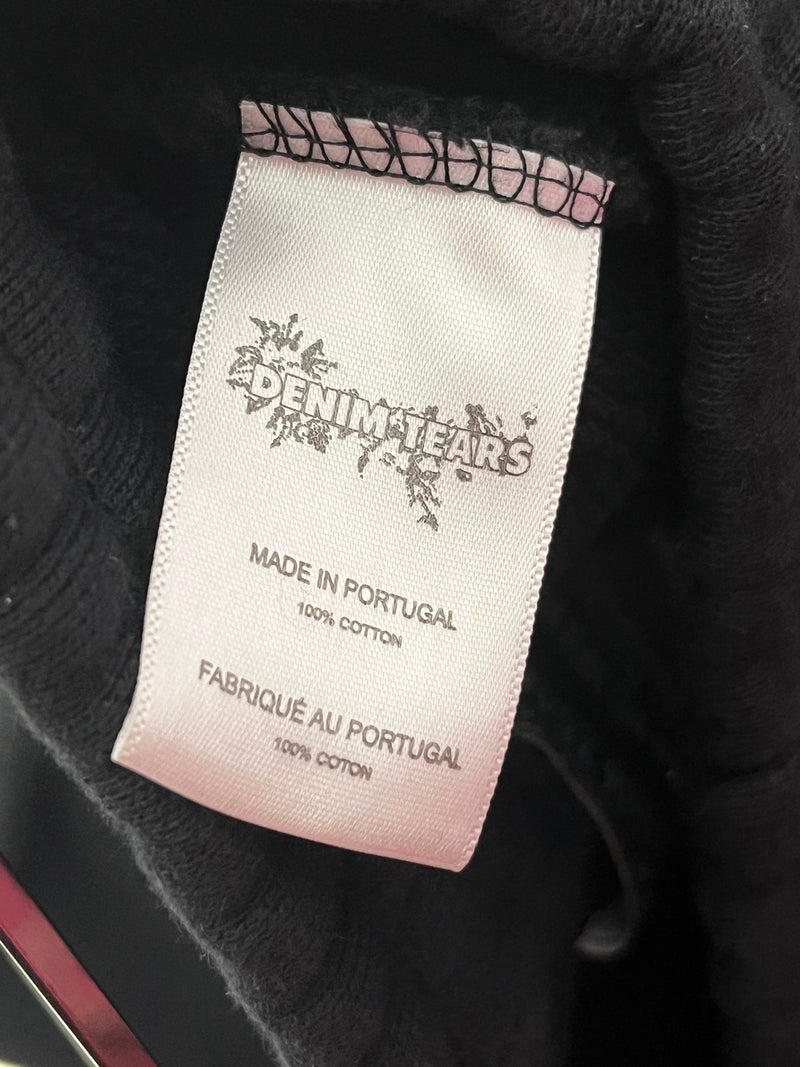 DENIM TEARS
MADE IN PORTUGAL
100% COTTON
FABRIQUÉ AU PORTUGAL
100% COTON